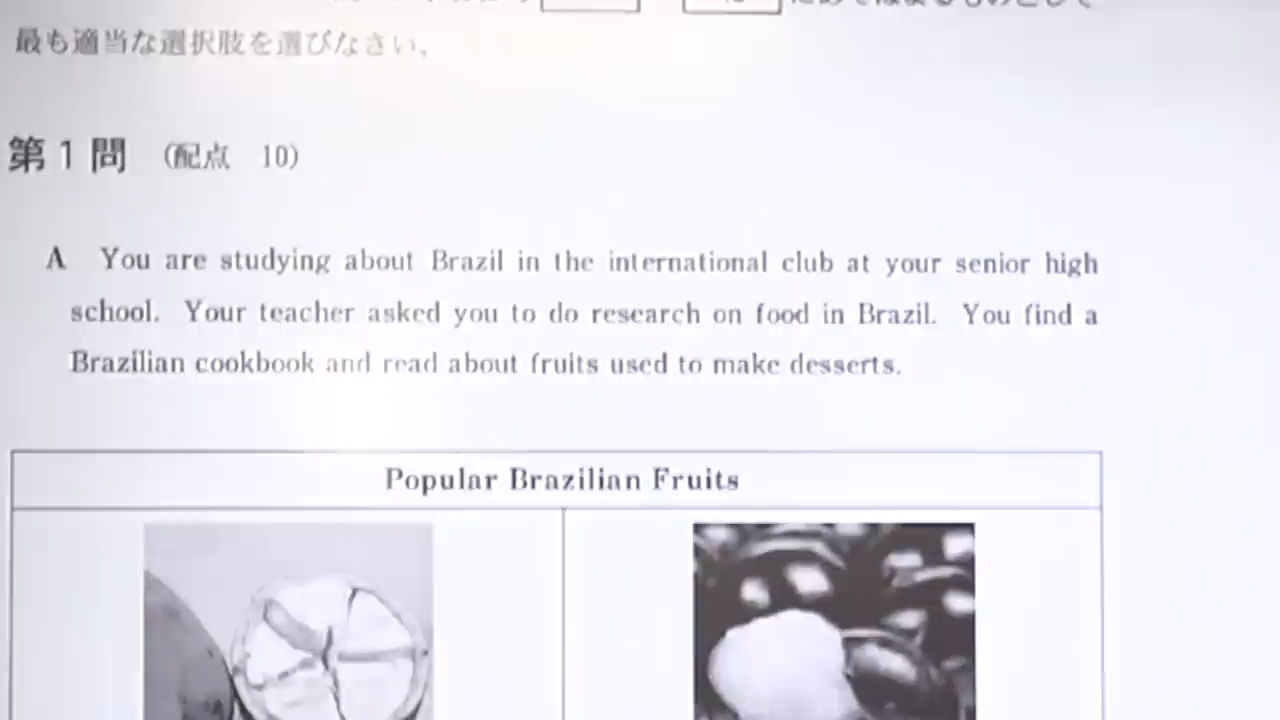 最も適当な選択肢を選びなさい。
第1問 (配点 10)
A You are studying about Brazil in the international club at your senior high
school. Your teacher asked you to do research on food in Brazil. You find a
Brazilian cookbook and read about fruits used to make desserts.
Popular Brazilian Fruits